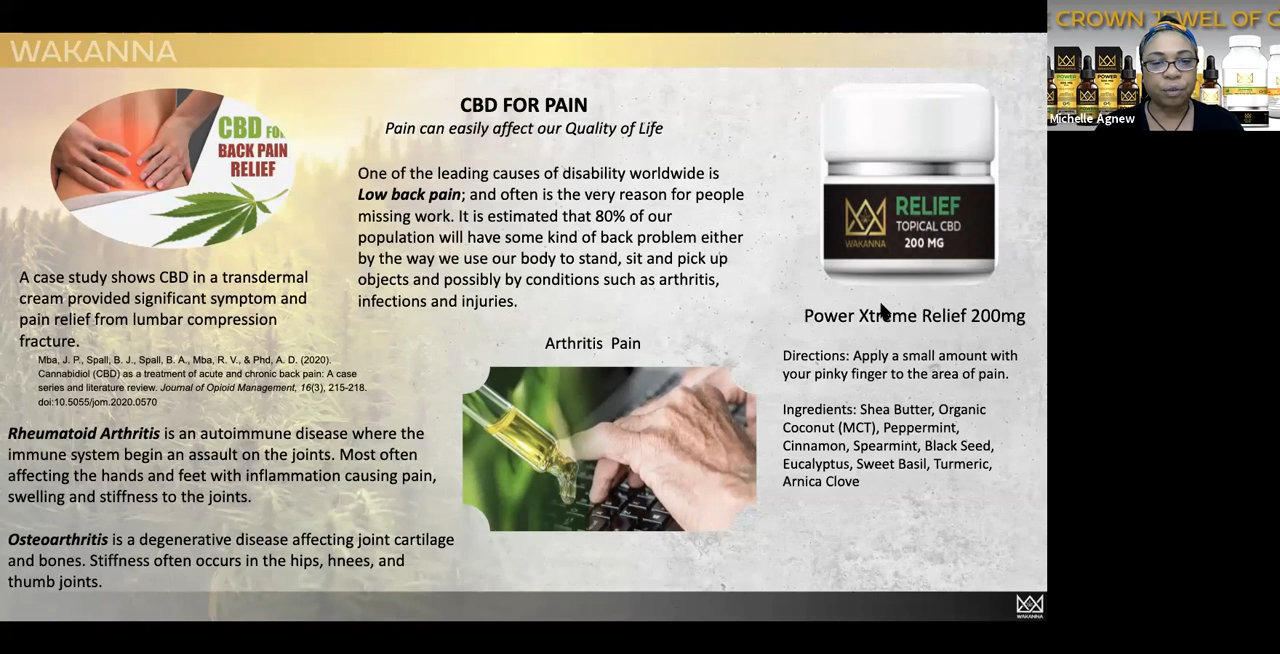 WAKANNA
CBD FOR
BACK PAIN
RELIEF
A case study shows CBD in a transdermal
cream provided significant symptom and
pain relief from lumbar compression
fracture.
Mba, J. P., Spall, B. J., Spall, B. A., Mba, R. V., & Phd, A. D. (2020).
Cannabidiol (CBD) as a treatment of acute and chronic back pain: A case
series and literature review. Journal of Opioid Management, 16(3), 215-218.
doi:10.5055/jom.2020.0570
Rheumatoid Arthritis is an autoimmune disease where the
immune system begin an assault on the joints. Most often
affecting the hands and feet with inflammation causing pain,
swelling and stiffness to the joints.
Osteoarthritis is a degenerative disease affecting joint cartilage
and bones. Stiffness often occurs in the hips, hnees, and
thumb joints.
CBD FOR PAIN
Pain can easily affect our Quality of Life
One of the leading causes of disability worldwide is
Low back pain; and often is the very reason for people
missing work. It is estimated that 80% of our
population will have some kind of back problem either
by the way we use our body to stand, sit and pick up
objects and possibly by conditions such as arthritis,
infections and injuries.
Arthritis Pain
WAKANNA
RELIEF
TOPICAL CBD
200 MG
Power Xtreme Relief 200mg
Directions: Apply a small amount with
your pinky finger to the area of pain.
Ingredients: Shea Butter, Organic
Coconut (MCT), Peppermint,
Cinnamon, Spearmint, Black Seed,
Eucalyptus, Sweet Basil, Turmeric,
Arnica Clove
WAKANNA
CROWN JEWEL OF C
POWER
POWER
Michelle Agnew